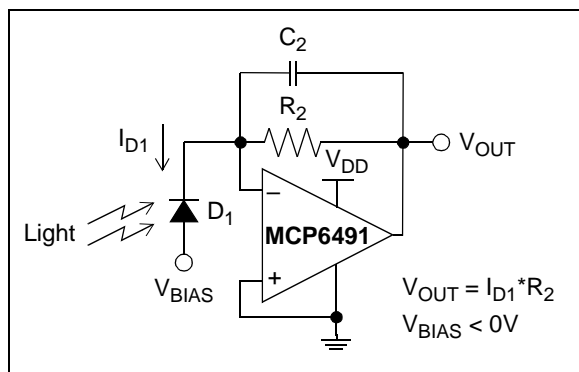 C2
R2
ID1
VDD
VOUT
−
D1
MCP6491
Light
+
VBIAS
VOUT = ID1*R2
VBIAS < 0V